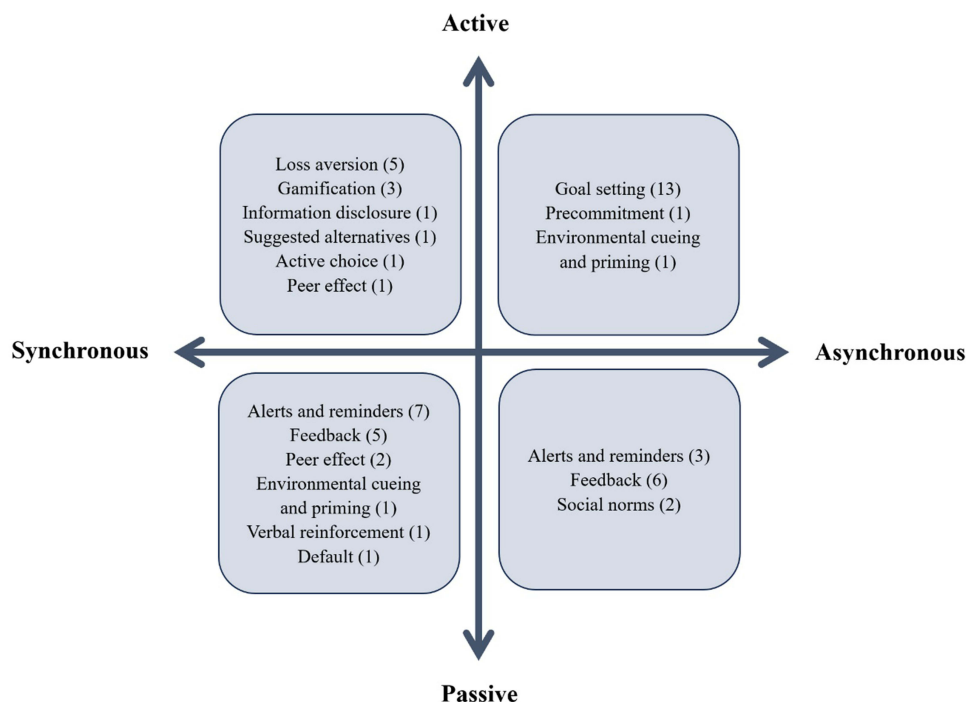 Active
Loss aversion (5)
Gamification (3)
Information disclosure (1)
Suggested alternatives (1)
Active choice (1)
Peer effect (1)
Goal setting (13)
Precommitment (1)
Environmental cueing
and priming (1)
Synchronous
Asynchronous
Alerts and reminders (7)
Feedback (5)
Peer effect (2)
Environmental cueing
and priming (1)
Verbal reinforcement (1)
Default (1)
Alerts and reminders (3)
Feedback (6)
Social norms (2)
Passive